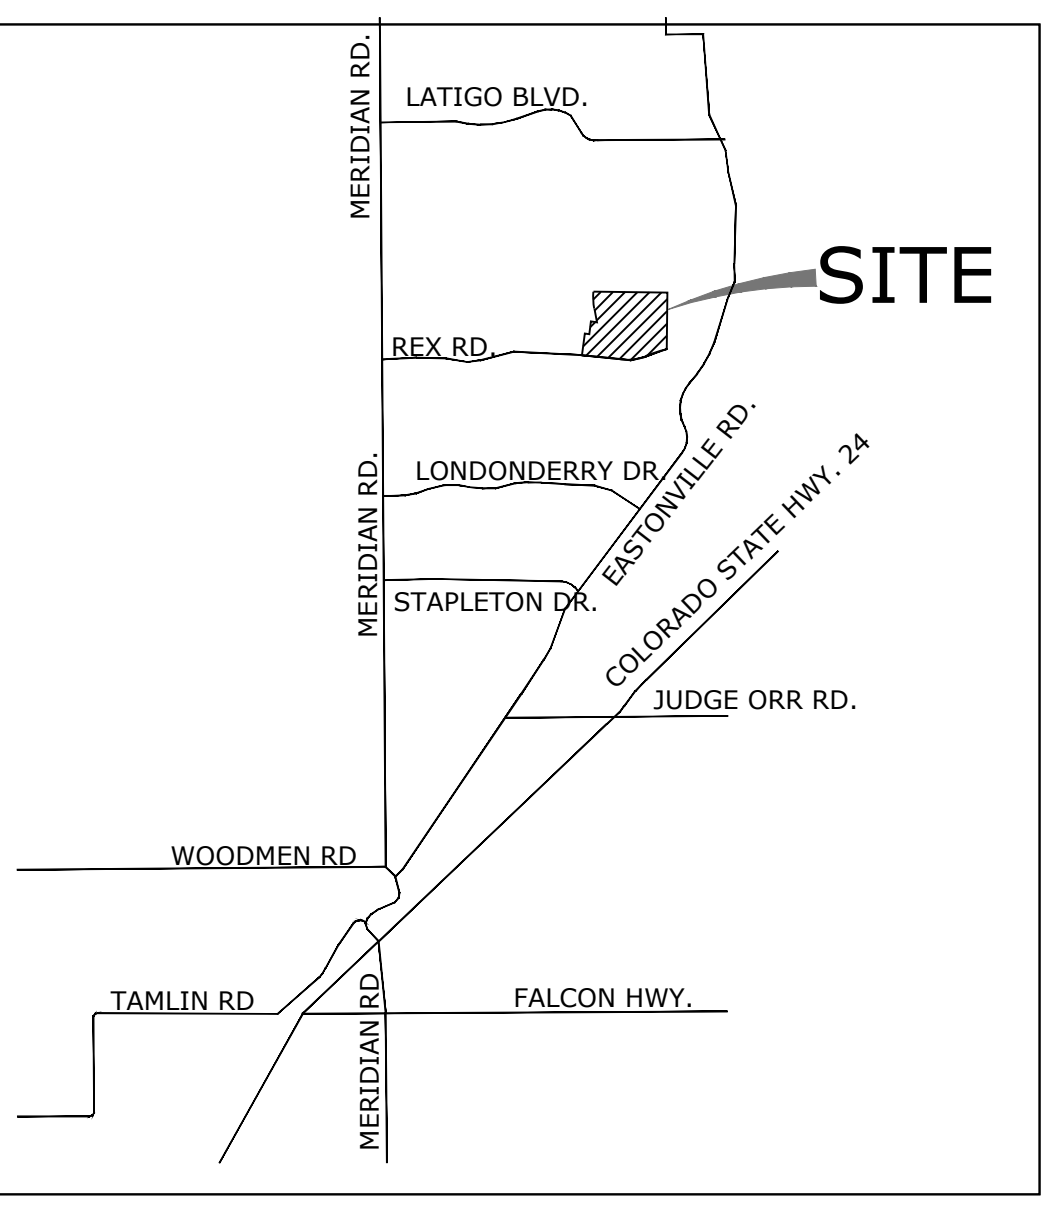 MERIDIAN RD.
LATIGO BLVD.
SITE
REX RD.
EASTONVILLE RD.
COLORADO STATE HWY. 24
LONDONDERRY DR.
MERIDIAN RD.
STAPLETON DR.
JUDGE ORR RD.
WOODMEN RD
TAMLIN RD
MERIDIAN RD
FALCON HWY.